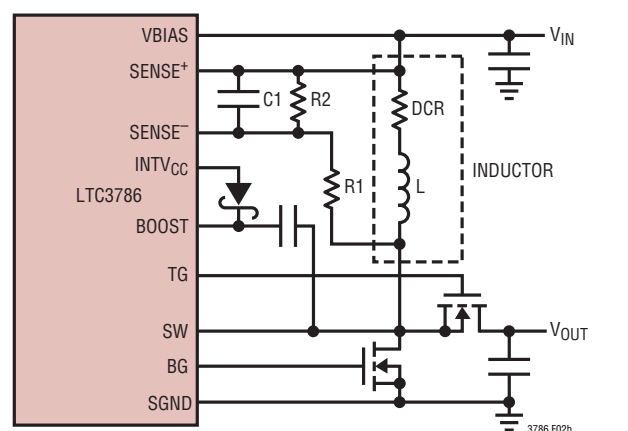 VBIAS
VIN
SENSE+
C1
R2
DCR
SENSE–
INTVCC
R1
L
INDUCTOR
LTC3786
BOOST
TG
SW
VOUT
BG
SGND
3786 F02b